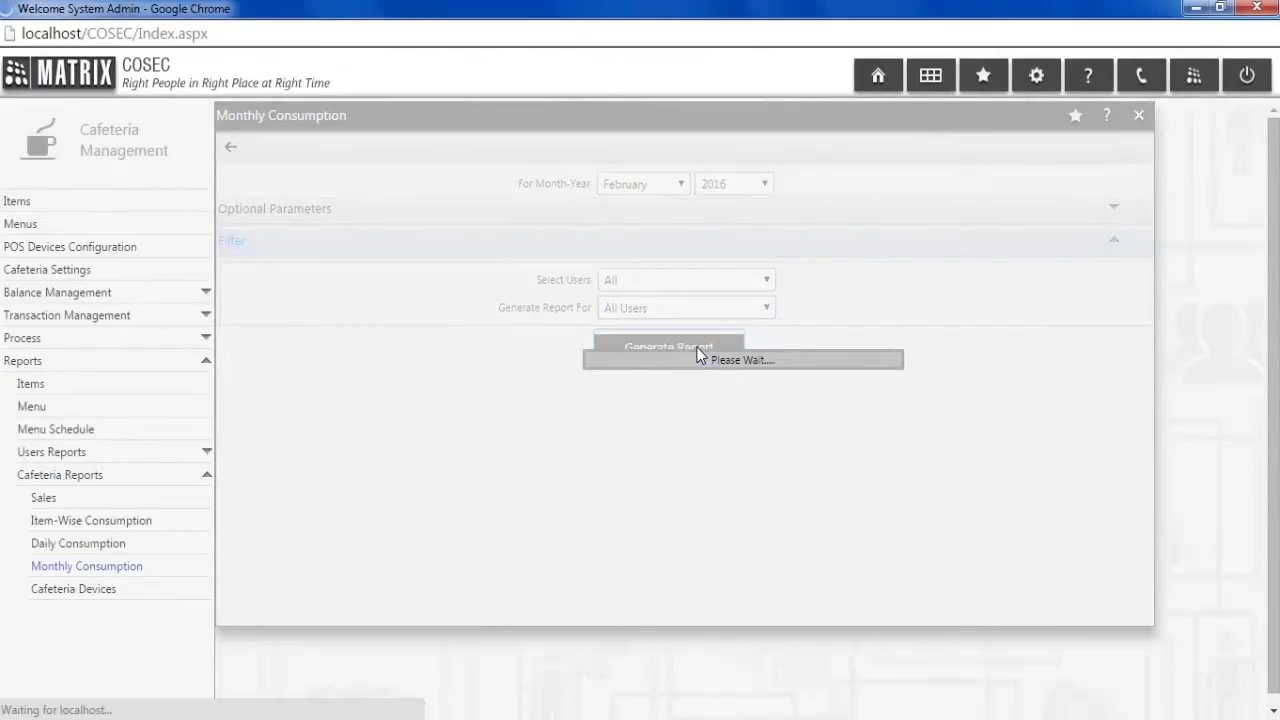 Welcome System Admin - Google Chrome
localhost/COSEC/Index.aspx
MATRIX
COSEC
Right People in Right Place at Right Time
?
Cafeteria
Management
Monthly Consumption
?
For Month-Year February 2016
Optional Parameters
Filter
Select Users All
Generate Report For All Users
Generate Report
Please Wait....
Items
Menus
POS Devices Configuration
Cafeteria Settings
Balance Management
Transaction Management
Process
Reports
Items
Menu
Menu Schedule
Users Reports
Cafeteria Reports
Sales
Item-Wise Consumption
Daily Consumption
Monthly Consumption
Cafeteria Devices
Waiting for localhost...